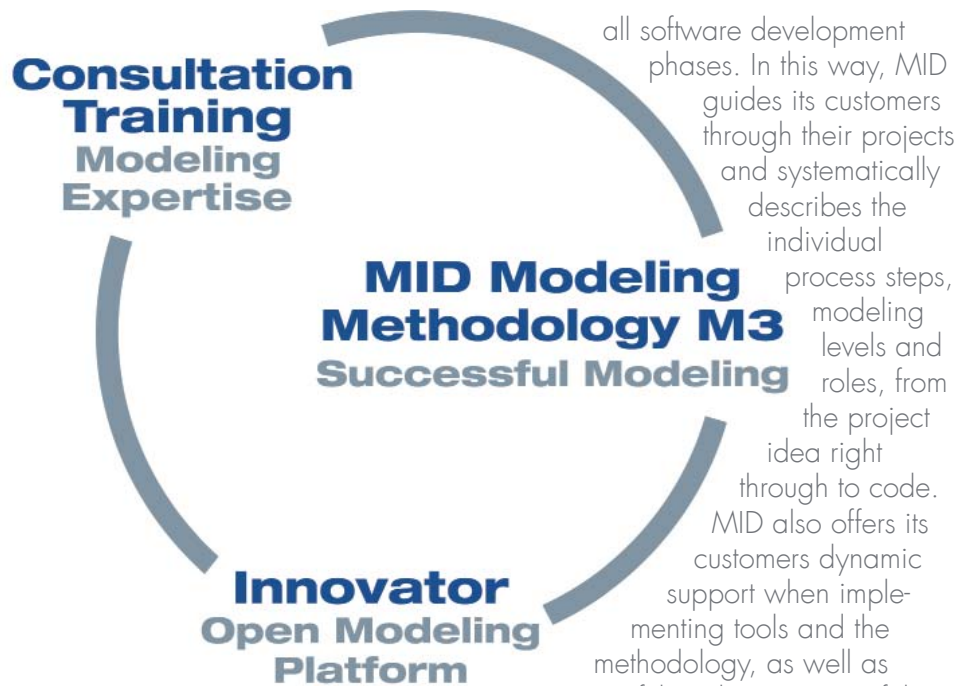 Consultation
Training
Modeling
Expertise
MID Modeling
Methodology M3
Successful Modeling
Innovator
Open Modeling
Platform
all software development
phases. In this way, MID
guides its customers
through their projects
and systematically
describes the
individual
process steps,
modeling
levels and
roles, from
the project
idea right
through to code.
MID also offers its
customers dynamic
support when imple-
menting tools and the
methodology, as well as